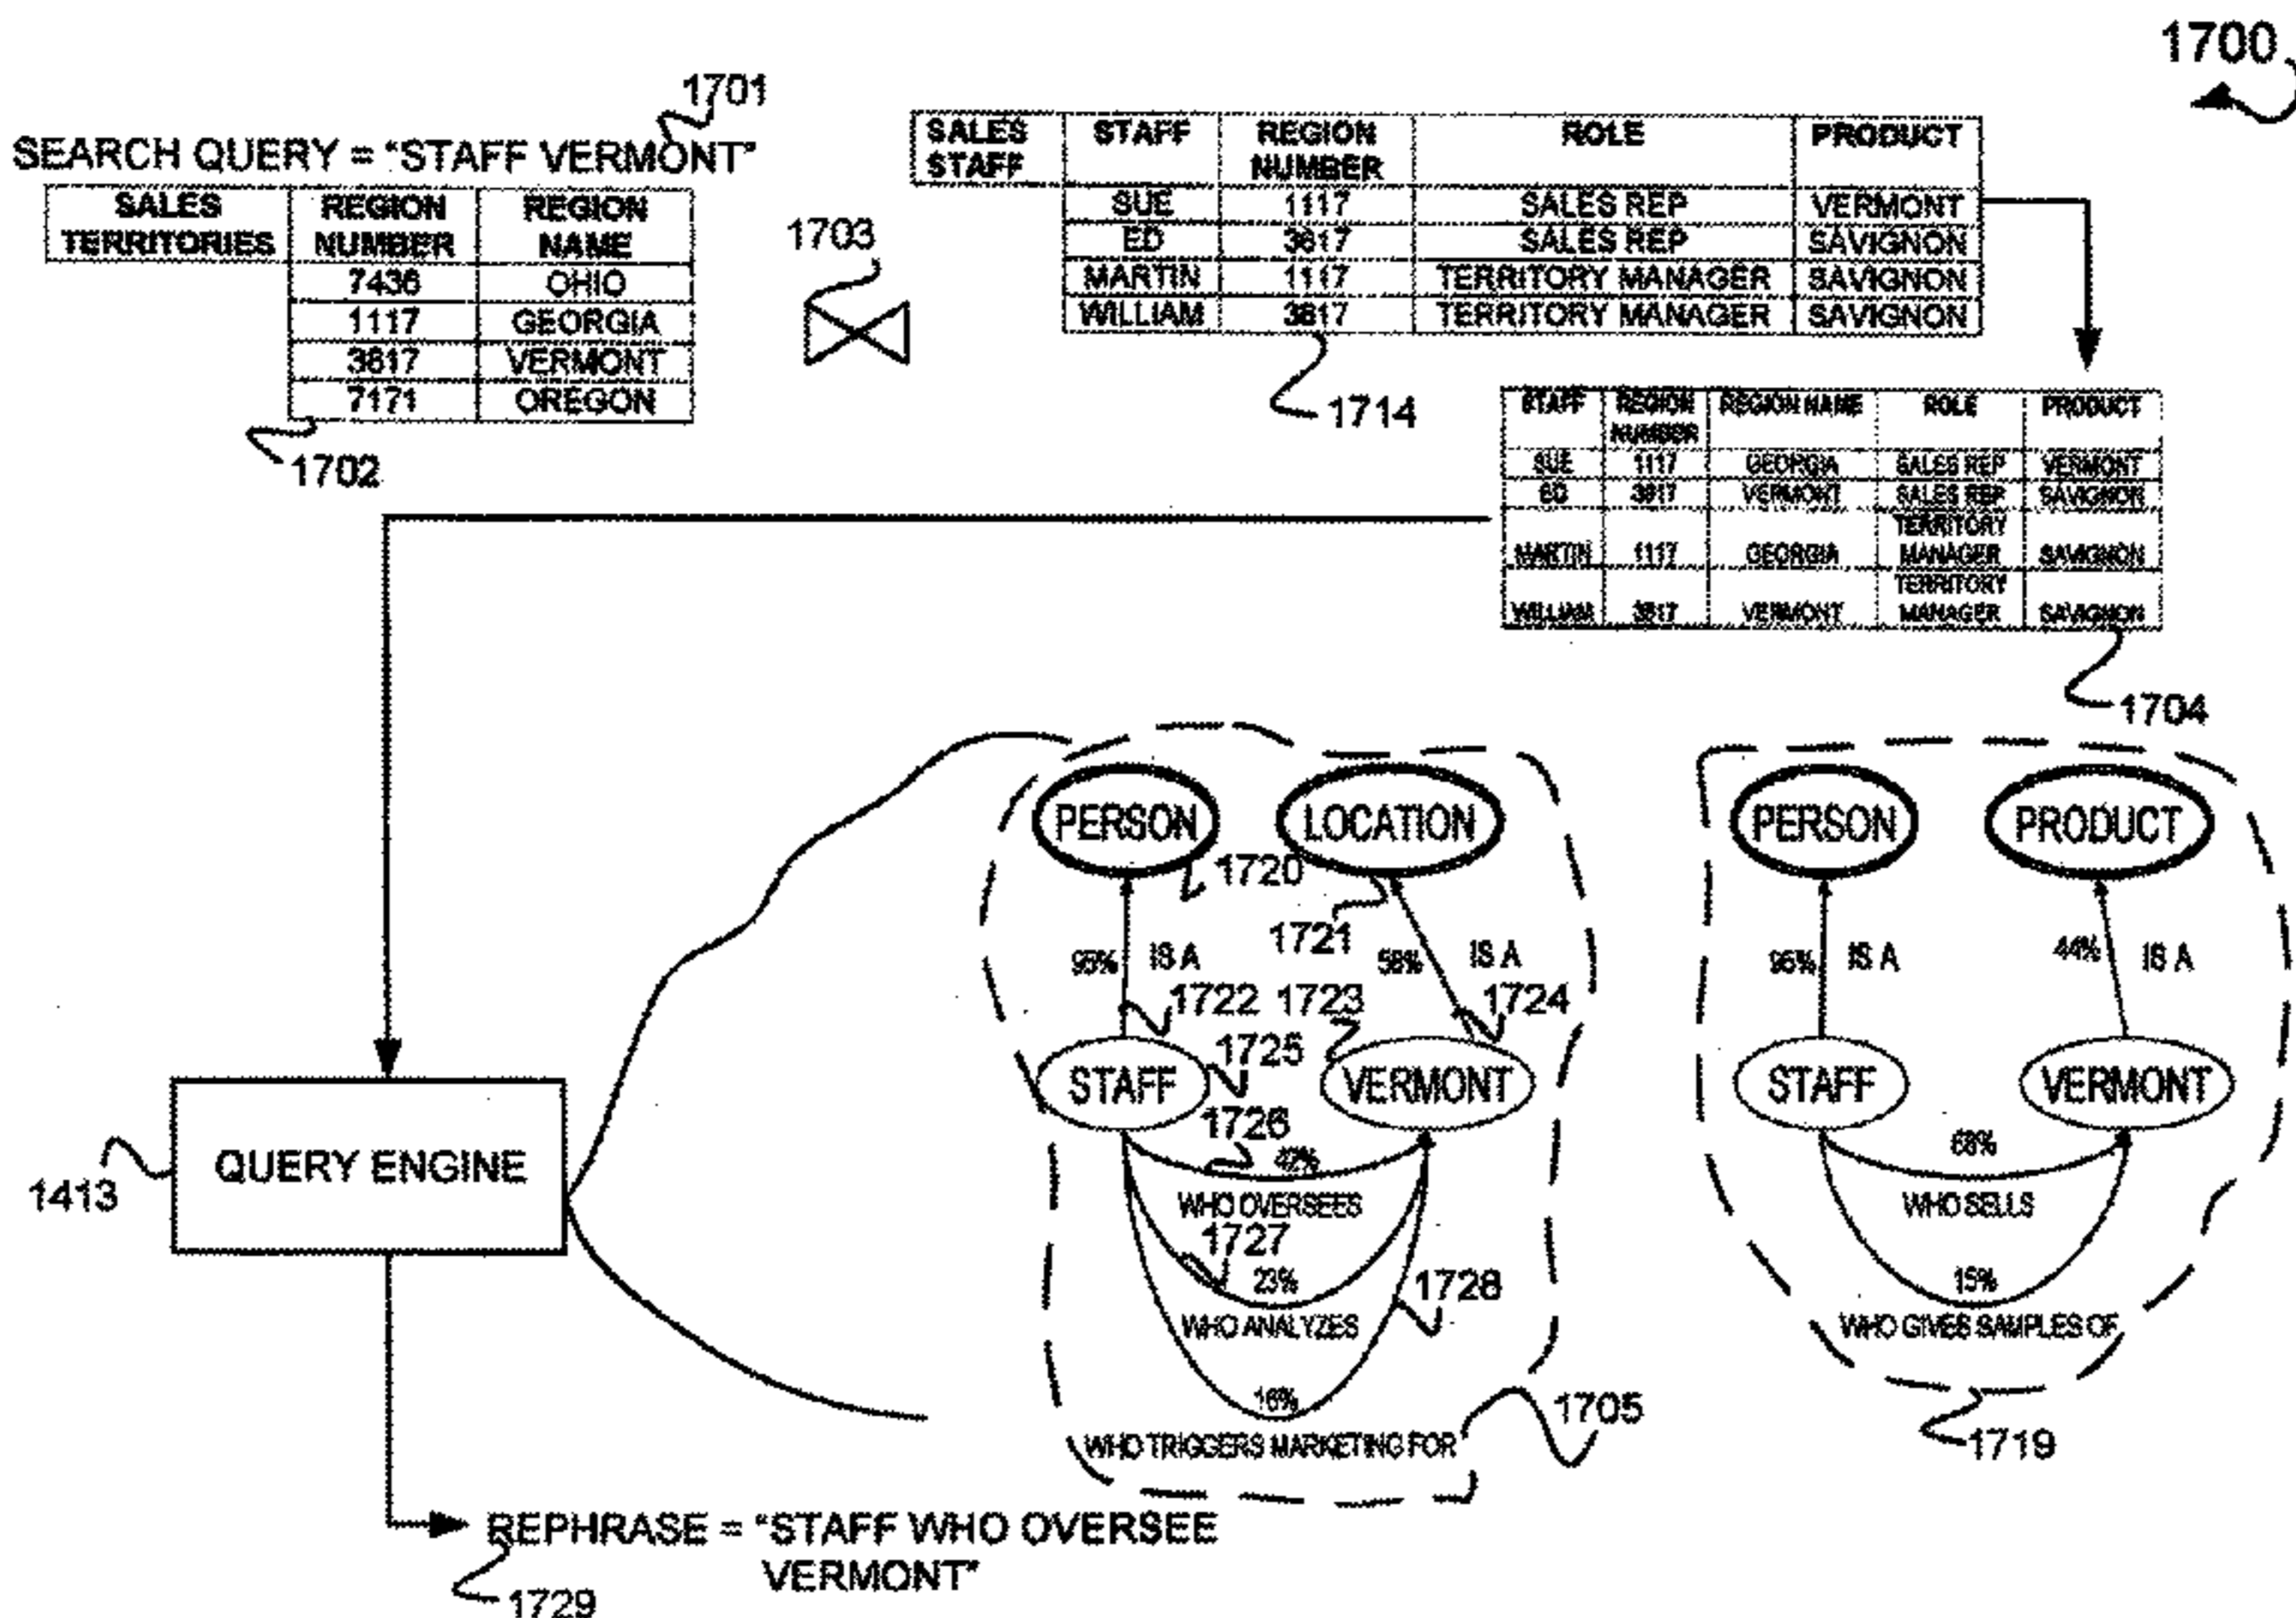 1700
1701
SEARCH QUERY = "STAFF VERMONT"
SALES TERRITORIES REGION NUMBER REGION NAME
7436 OHIO
1117 GEORGIA
3617 VERMONT
7171 OREGON
1702
1703
SALES STAFF STAFF REGION NUMBER ROLE PRODUCT
SUE 1117 SALES REP VERMONT
ED 3617 SALES REP SAVIGNON
MARTIN 1117 TERRITORY MANAGER SAVIGNON
WILLIAM 3817 TERRITORY MANAGER SAVIGNON
1714
STAFF REGION NUMBER REGION NAME ROLE PRODUCT
SUE 1117 GEORGIA SALES REP VERMONT
ED VERMONT SALES REP SAVIGNON
MARTIN 1117 GEORGIA TERRITORY MANAGER SAVIGNON
WILLIAM VERMONT TERRITORY MANAGER SAVIGNON
1704
PERSON LOCATION
1720
1721
95% IS A
58% IS A
1722 1723 1724
1725
STAFF VERMONT
1726
42%
WHO OVERSEES
1727
23%
1728
WHO ANALYZES
16%
WHO TRIGGERS MARKETING FOR
1705
PERSON PRODUCT
95% IS A
44% IS A
STAFF VERMONT
68%
WHO SELLS
15%
WHO GIVES SAMPLES OF
1719
QUERY ENGINE
1413
REPHRASE = "STAFF WHO OVERSEE
VERMONT"
1729